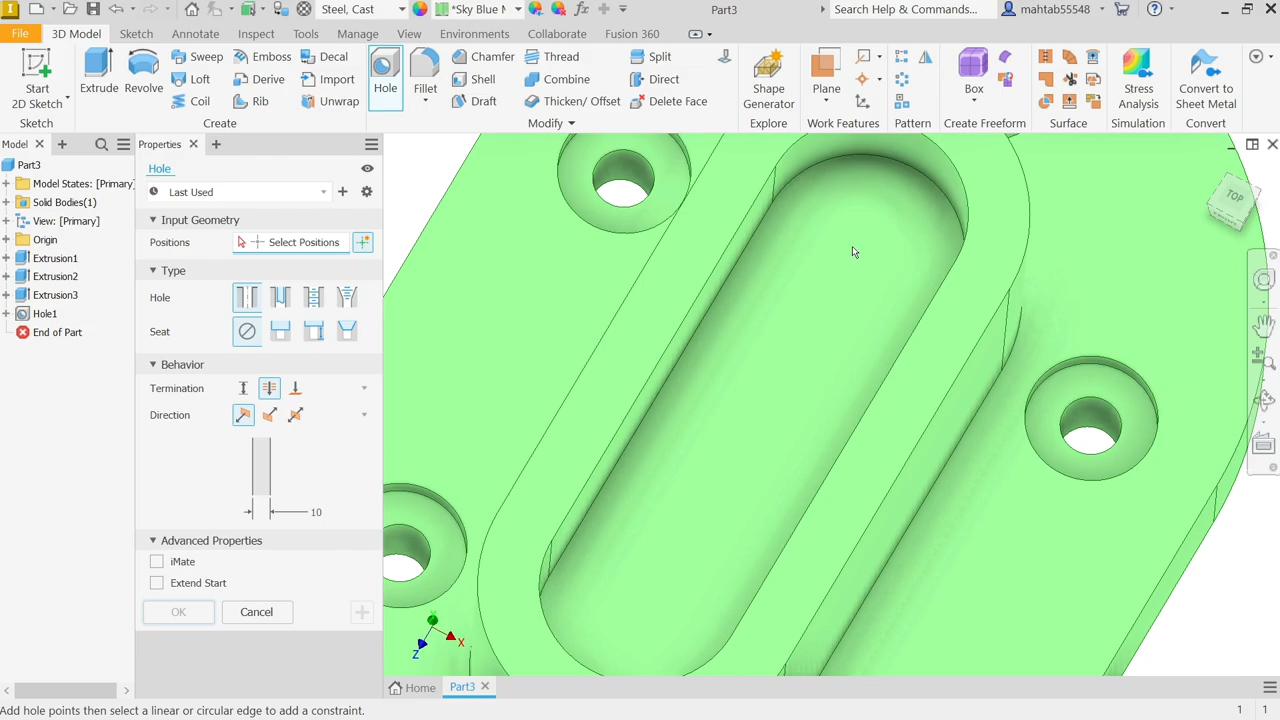 Steel, Cast
*Sky Blue M
Part3
Search Help & Commands...
mahtab55548
File
3D Model
Sketch
Annotate
Inspect
Tools
Manage
View
Environments
Collaborate
Fusion 360
Start
2D Sketch
Extrude
Revolve
Sweep
Emboss
Decal
Loft
Derive
Import
Coil
Rib
Unwrap
Hole
Fillet
Chamfer
Thread
Split
Shell
Combine
Direct
Draft
Thicken/ Offset
Delete Face
Shape
Generator
Plane
Box
Stress
Analysis
Convert to
Sheet Metal
Sketch
Create
Modify
Explore
Work Features
Pattern
Create Freeform
Surface
Simulation
Convert
Model
Part3
Model States: [Primary]
Solid Bodies(1)
View: [Primary]
Origin
Extrusion1
Extrusion2
Extrusion3
Hole1
End of Part
Properties
Hole
Last Used
Input Geometry
Positions
Select Positions
Type
Hole
Seat
Behavior
Termination
Direction
10
Advanced Properties
iMate
Extend Start
OK
Cancel
TOP
X
Z
Home
Part3
Add hole points then select a linear or circular edge to add a constraint.
1
1